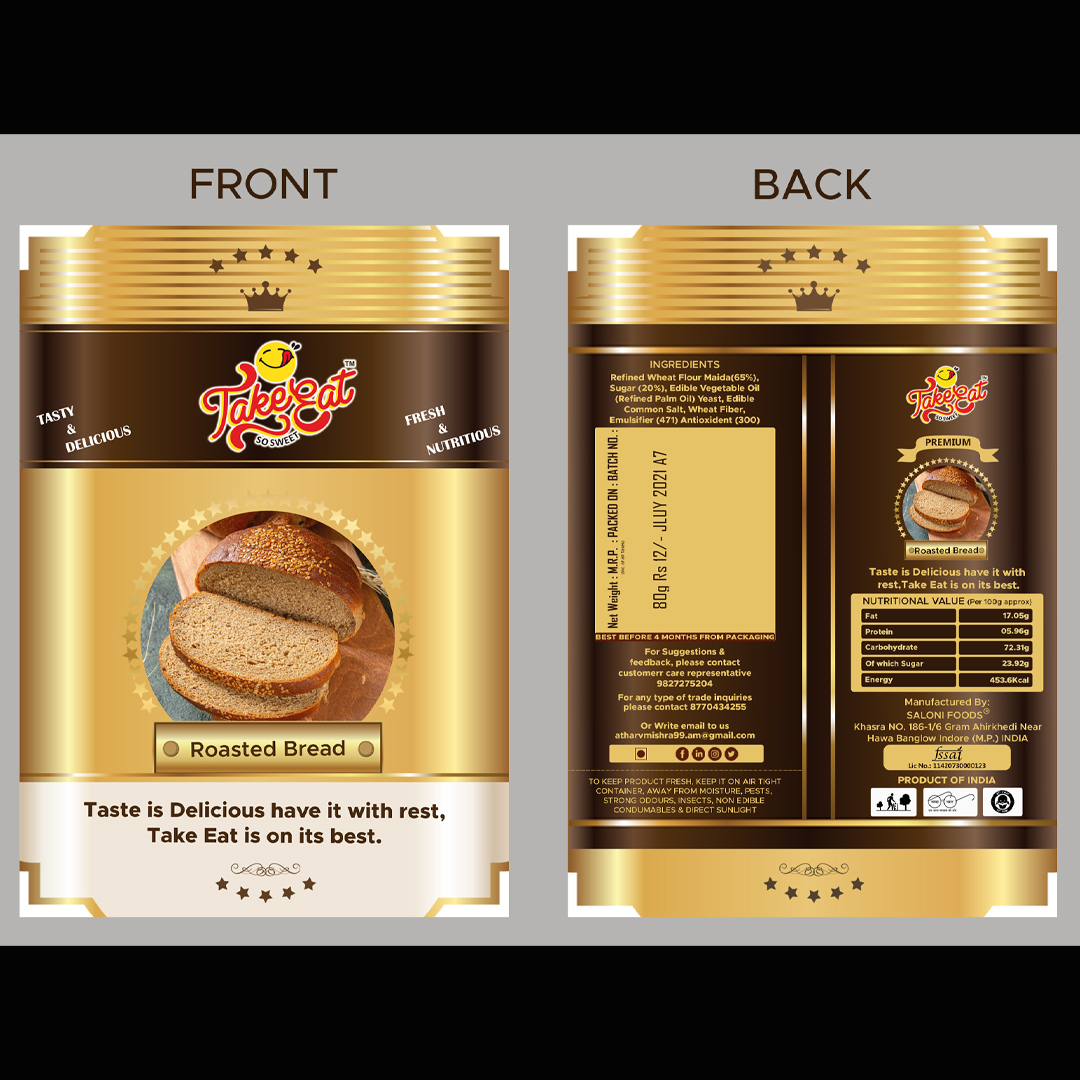 FRONT
BACK
Take Eat
TM
SO SWEET
TASTY
&
DELICIOUS
FRESH
&
NUTRITIOUS
Roasted Bread
Taste is Delicious have it with rest,
Take Eat is on its best.
INGREDIENTS
Refined Wheat Flour Maida(65%),
Sugar (20%), Edible Vegetable Oil
(Refined Palm Oil) Yeast, Edible
Common Salt, Wheat Fiber,
Emulsifier (471) Antioxident (300)
Net Weight : M.R.P. : PACKED ON : BATCH NO. :
80g Rs 12/- JLUY 2021 A7
BEST BEFORE 4 MONTHS FROM PACKAGING
For Suggestions &
feedback, please contact
customerr care representative
9827275204
For any type of trade inquiries
please contact 8770434255
Or Write email to us
atharvmishra99.am@gmail.com
TO KEEP PRODUCT FRESH, KEEP IT ON AIR TIGHT
CONTAINER, AWAY FROM MOISTURE, PESTS,
STRONG ODOURS, INSECTS, NON EDIBLE
CONDUMABLES & DIRECT SUNLIGHT
Take Eat
SO SWEET
PREMIUM
Roasted Bread
Taste is Delicious have it with
rest,Take Eat is on its best.
NUTRITIONAL VALUE (Per 100g approx)
Fat 17.05g
Protein 05.96g
Carbohydrate 72.31g
Of which Sugar 23.92g
Energy 453.6Kcal
Manufactured By:
SALONI FOODS
Khasra NO. 186-1/6 Gram Ahirkhedi Near
Hawa Banglow Indore (M.P.) INDIA
fssai
Lic No.: 11420730000123
PRODUCT OF INDIA